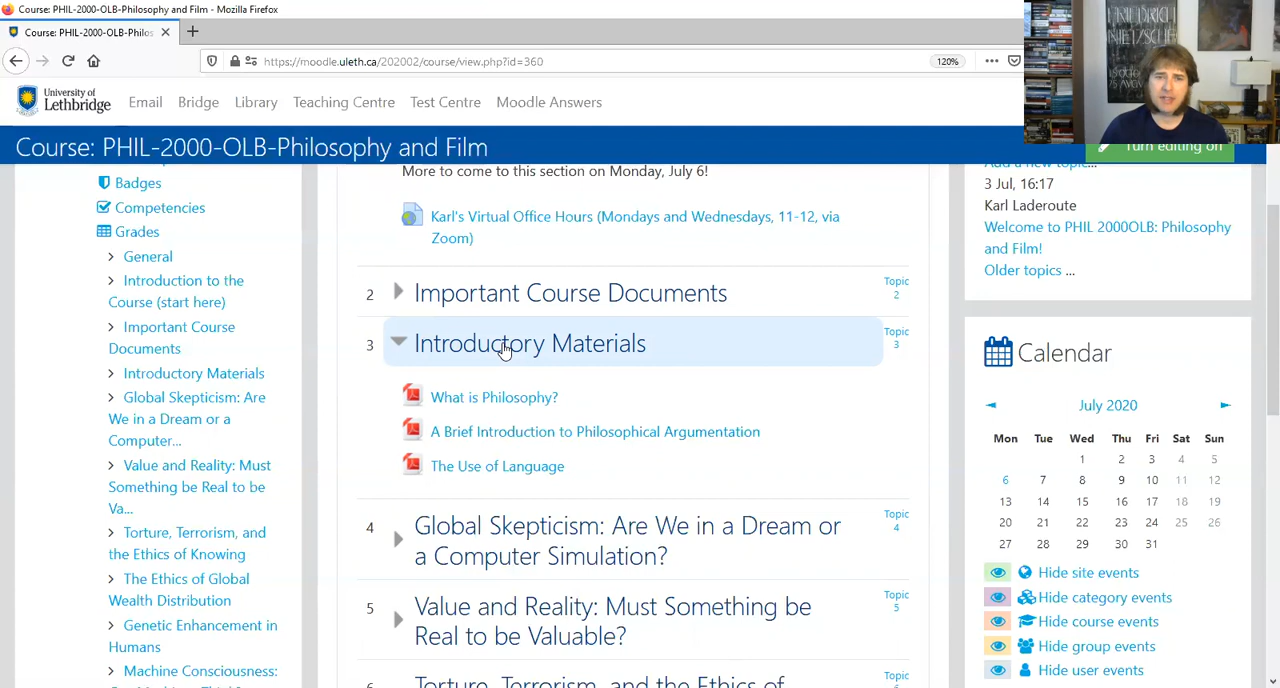 Course: PHIL-2000-OLB-Philosophy and Film - Mozilla Firefox
Course: PHIL-2000-OLB-Philos
https://moodle.uleth.ca/202002/course/view.php?id=360
120%
University of
Lethbridge
Email Bridge Library Teaching Centre Test Centre Moodle Answers
Course: PHIL-2000-OLB-Philosophy and Film
Turn editing on
Badges
Competencies
Grades
General
Introduction to the
Course (start here)
Important Course
Documents
Introductory Materials
Global Skepticism: Are
We in a Dream or a
Computer...
Value and Reality: Must
Something be Real to be
Va...
Torture, Terrorism, and
the Ethics of Knowing
The Ethics of Global
Wealth Distribution
Genetic Enhancement in
Humans
Machine Consciousness:
More to come to this section on Monday, July 6!
Karl's Virtual Office Hours (Mondays and Wednesdays, 11-12, via
Zoom)
2 Important Course Documents Topic
2
3 Introductory Materials Topic
3
What is Philosophy?
A Brief Introduction to Philosophical Argumentation
The Use of Language
4 Global Skepticism: Are We in a Dream or
a Computer Simulation?
Topic
4
5 Value and Reality: Must Something be
Real to be Valuable?
Topic
5
Torture, Terrorism, and the Ethics of
Topic
Add a new topic...
3 Jul, 16:17
Karl Laderoute
Welcome to PHIL 2000OLB: Philosophy
and Film!
Older topics ...
Calendar
◄ July 2020 ►
Mon Tue Wed Thu Fri Sat Sun
1 2 3 4 5
6 7 8 9 10 11 12
13 14 15 16 17 18 19
20 21 22 23 24 25 26
27 28 29 30 31
Hide site events
Hide category events
Hide course events
Hide group events
Hide user events
FRIEDRICH
NIETZSCHE